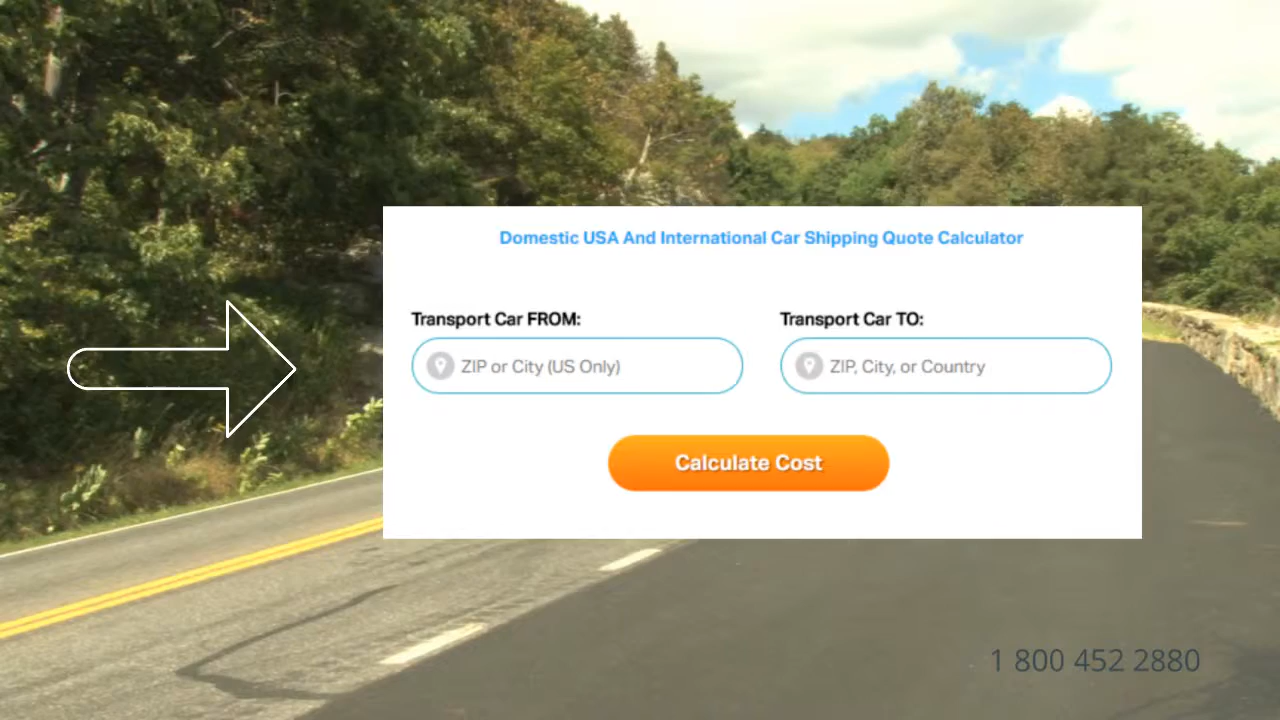 Domestic USA And International Car Shipping Quote Calculator
Transport Car FROM:
Transport Car TO:
ZIP or City (US Only)
ZIP, City, or Country
Calculate Cost
1 800 452 2880